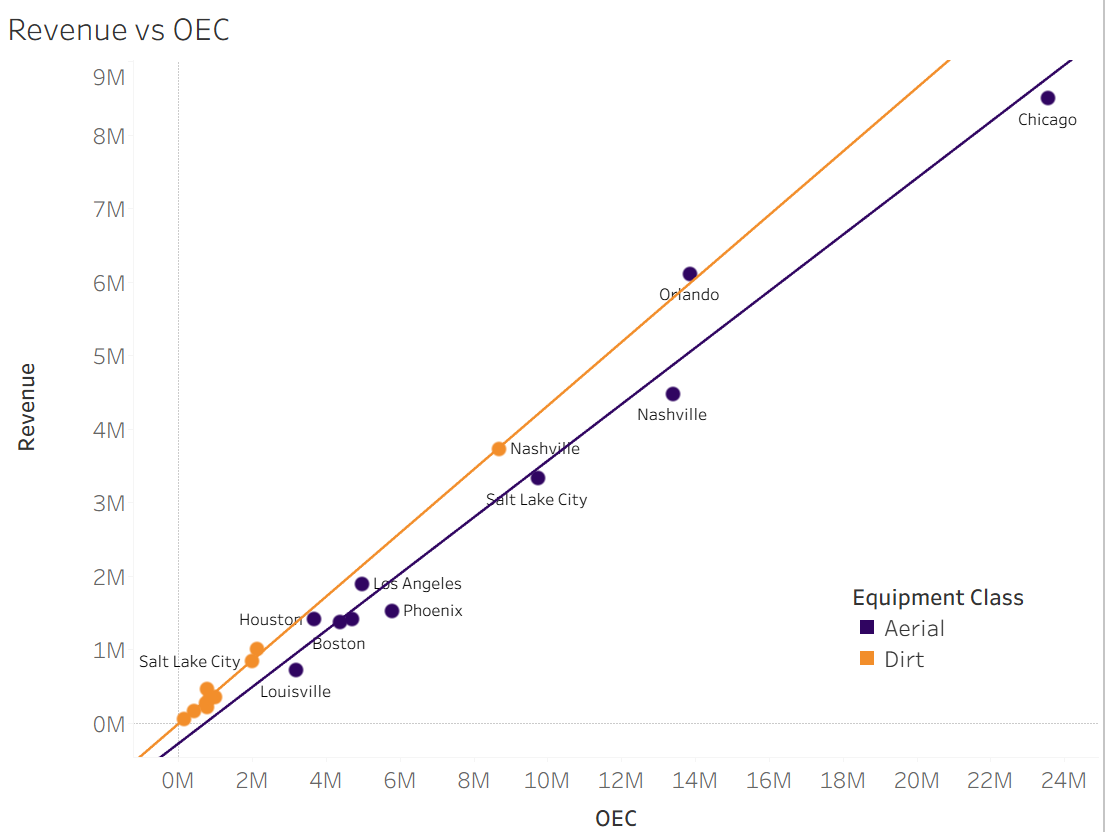 Revenue vs OEC
9M
8M
7M
6M
5M
4M
3M
2M
1M
0M
Revenue
Chicago
Orlando
Nashville
Nashville
Salt Lake City
Los Angeles
Phoenix
Houston
Boston
Salt Lake City
Louisville
Equipment Class
Aerial
Dirt
0M 2M 4M 6M 8M 10M 12M 14M 16M 18M 20M 22M 24M
OEC